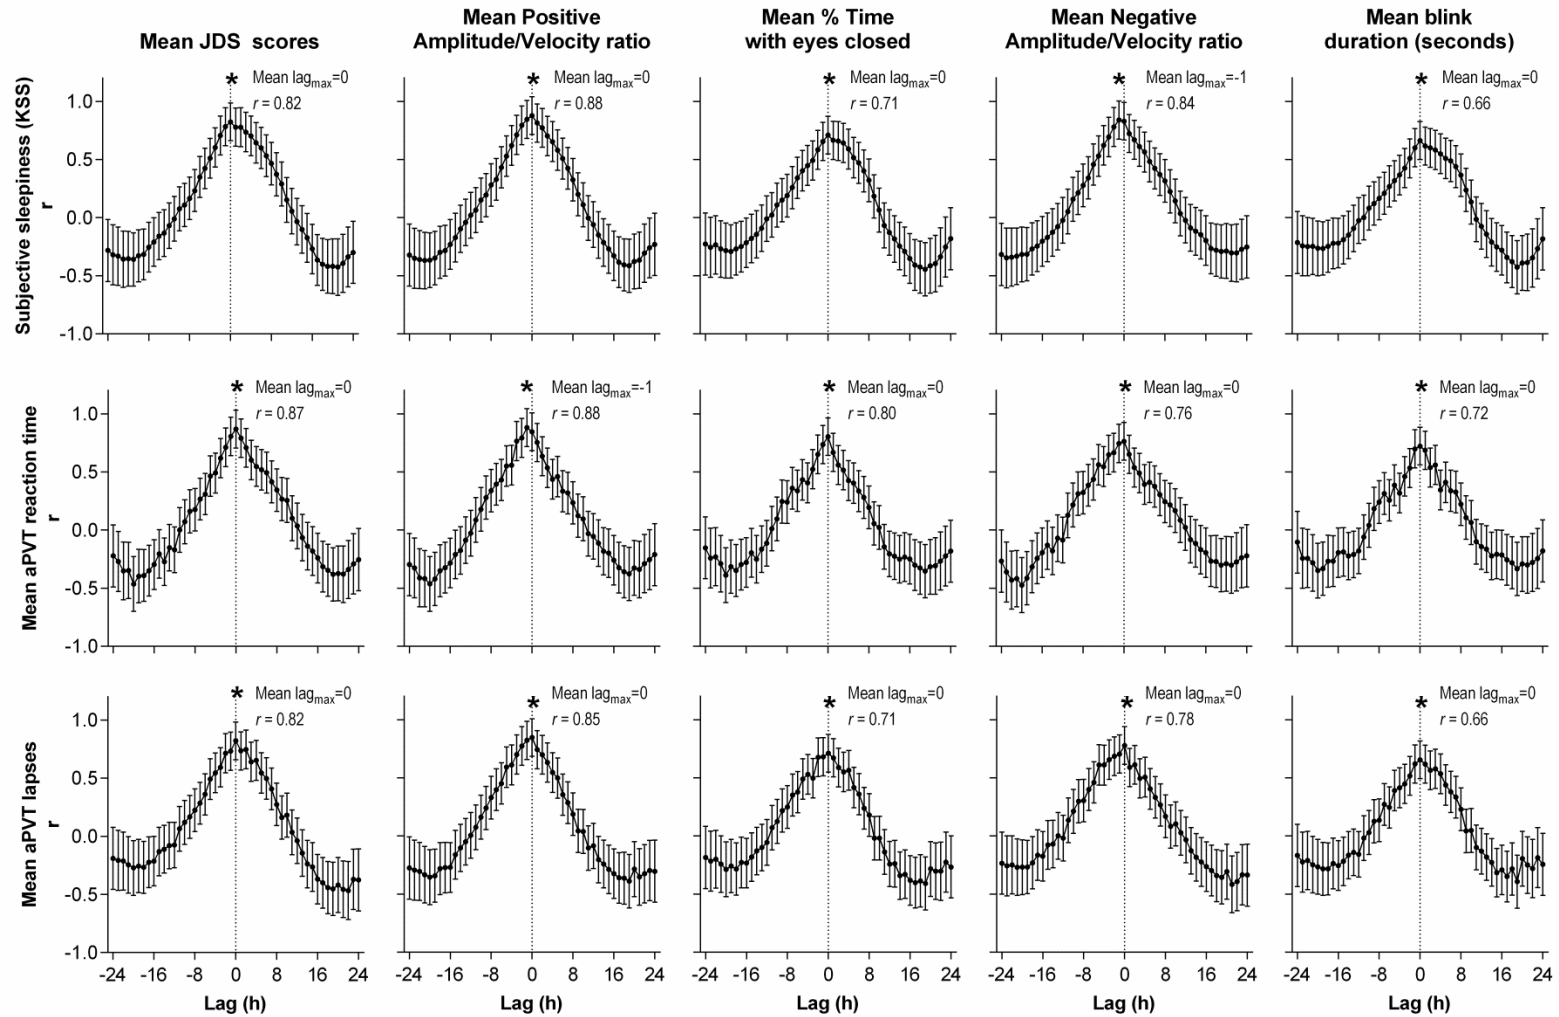 Mean JDS scores
Mean Positive
Amplitude/Velocity ratio
Mean % Time
with eyes closed
Mean Negative
Amplitude/Velocity ratio
Mean blink
duration (seconds)
Subjective sleepiness (KSS)
r
1.0
0.5
0.0
-0.5
-1.0
* Mean lagmax=0
r = 0.82
* Mean lagmax=0
r = 0.88
* Mean lagmax=0
r = 0.71
* Mean lagmax=-1
r = 0.84
* Mean lagmax=0
r = 0.66
Mean aPVT reaction time
r
1.0
0.5
0.0
-0.5
-1.0
* Mean lagmax=0
r = 0.87
* Mean lagmax=-1
r = 0.88
* Mean lagmax=0
r = 0.80
* Mean lagmax=0
r = 0.76
* Mean lagmax=0
r = 0.72
Mean aPVT lapses
r
1.0
0.5
0.0
-0.5
-1.0
* Mean lagmax=0
r = 0.82
* Mean lagmax=0
r = 0.85
* Mean lagmax=0
r = 0.71
* Mean lagmax=0
r = 0.78
* Mean lagmax=0
r = 0.66
-24 -16 -8 0 8 16 24
Lag (h)
-24 -16 -8 0 8 16 24
Lag (h)
-24 -16 -8 0 8 16 24
Lag (h)
-24 -16 -8 0 8 16 24
Lag (h)
-24 -16 -8 0 8 16 24
Lag (h)